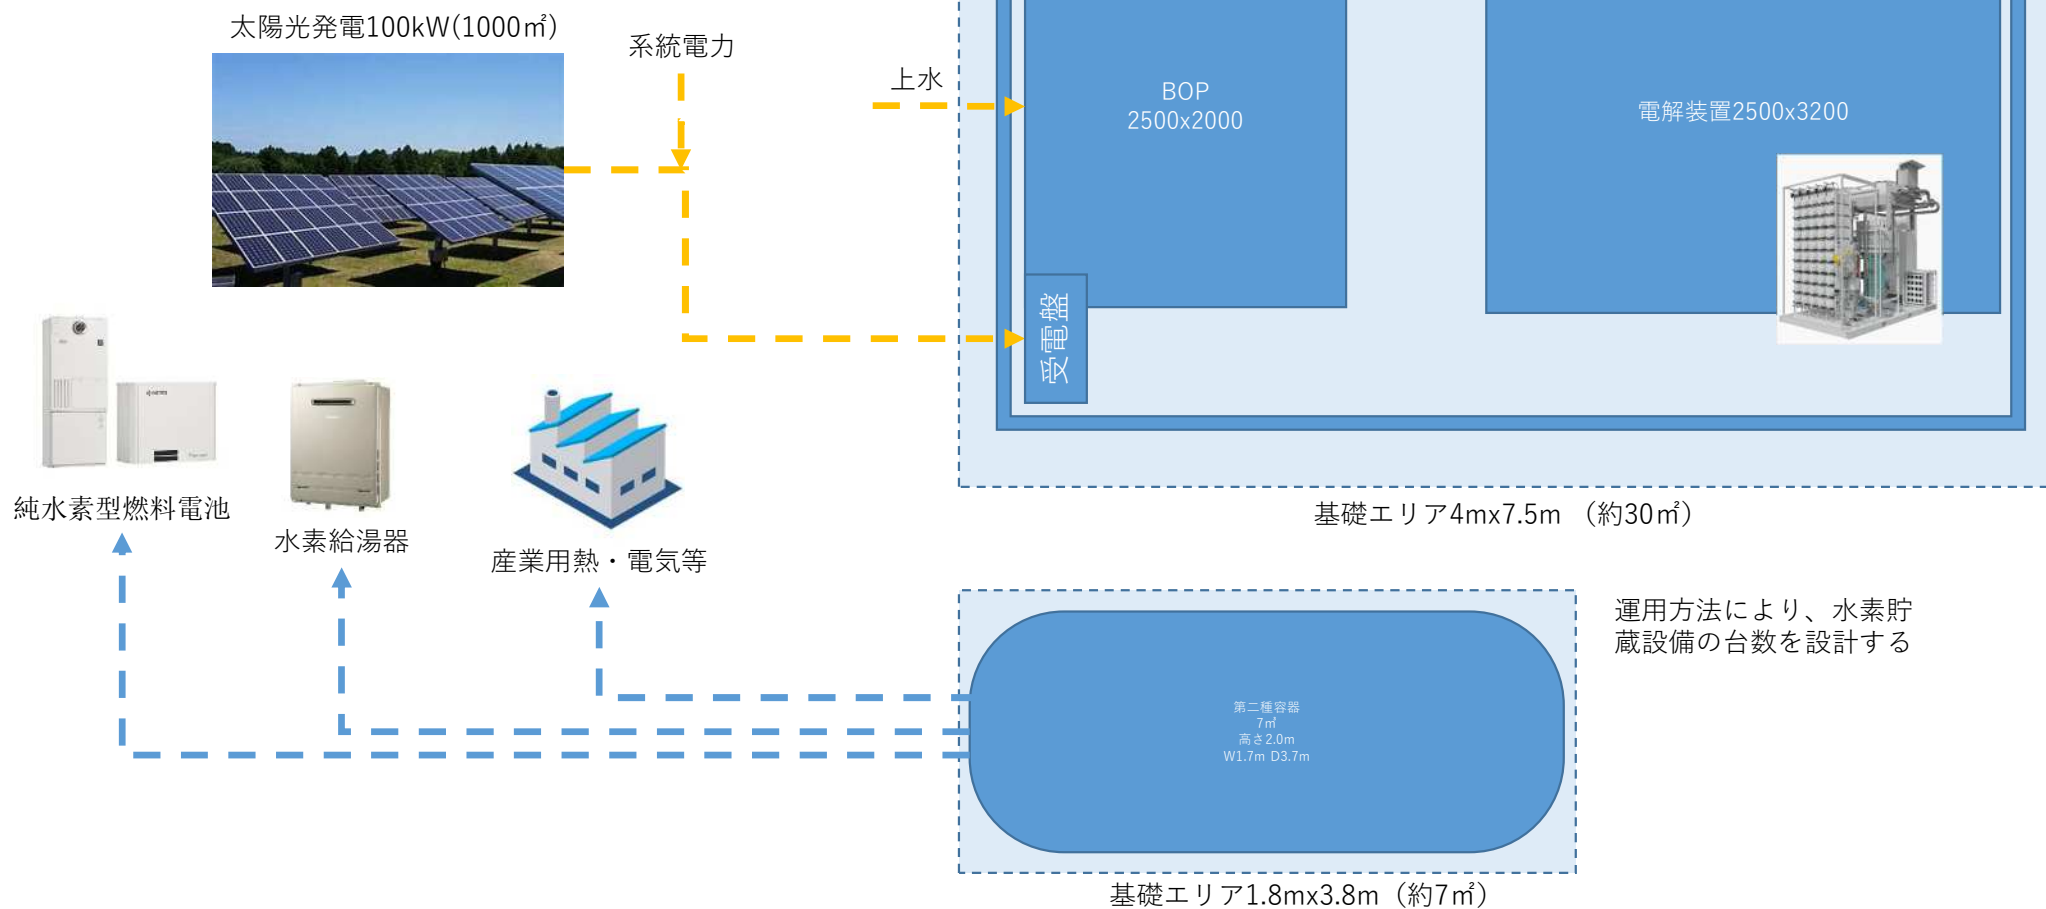 太陽光発電100kW(1000㎡)
系統電力
上水
BOP
2500x2000
電解装置2500x3200
受電盤
純水素型燃料電池
水素給湯器
産業用熱・電気等
基礎エリア4mx7.5m （約30㎡）
運用方法により、水素貯
蔵設備の台数を設計する
第二種容器
7㎥
高さ2.0m
W1.7m D3.7m
基礎エリア1.8mx3.8m（約7㎡）